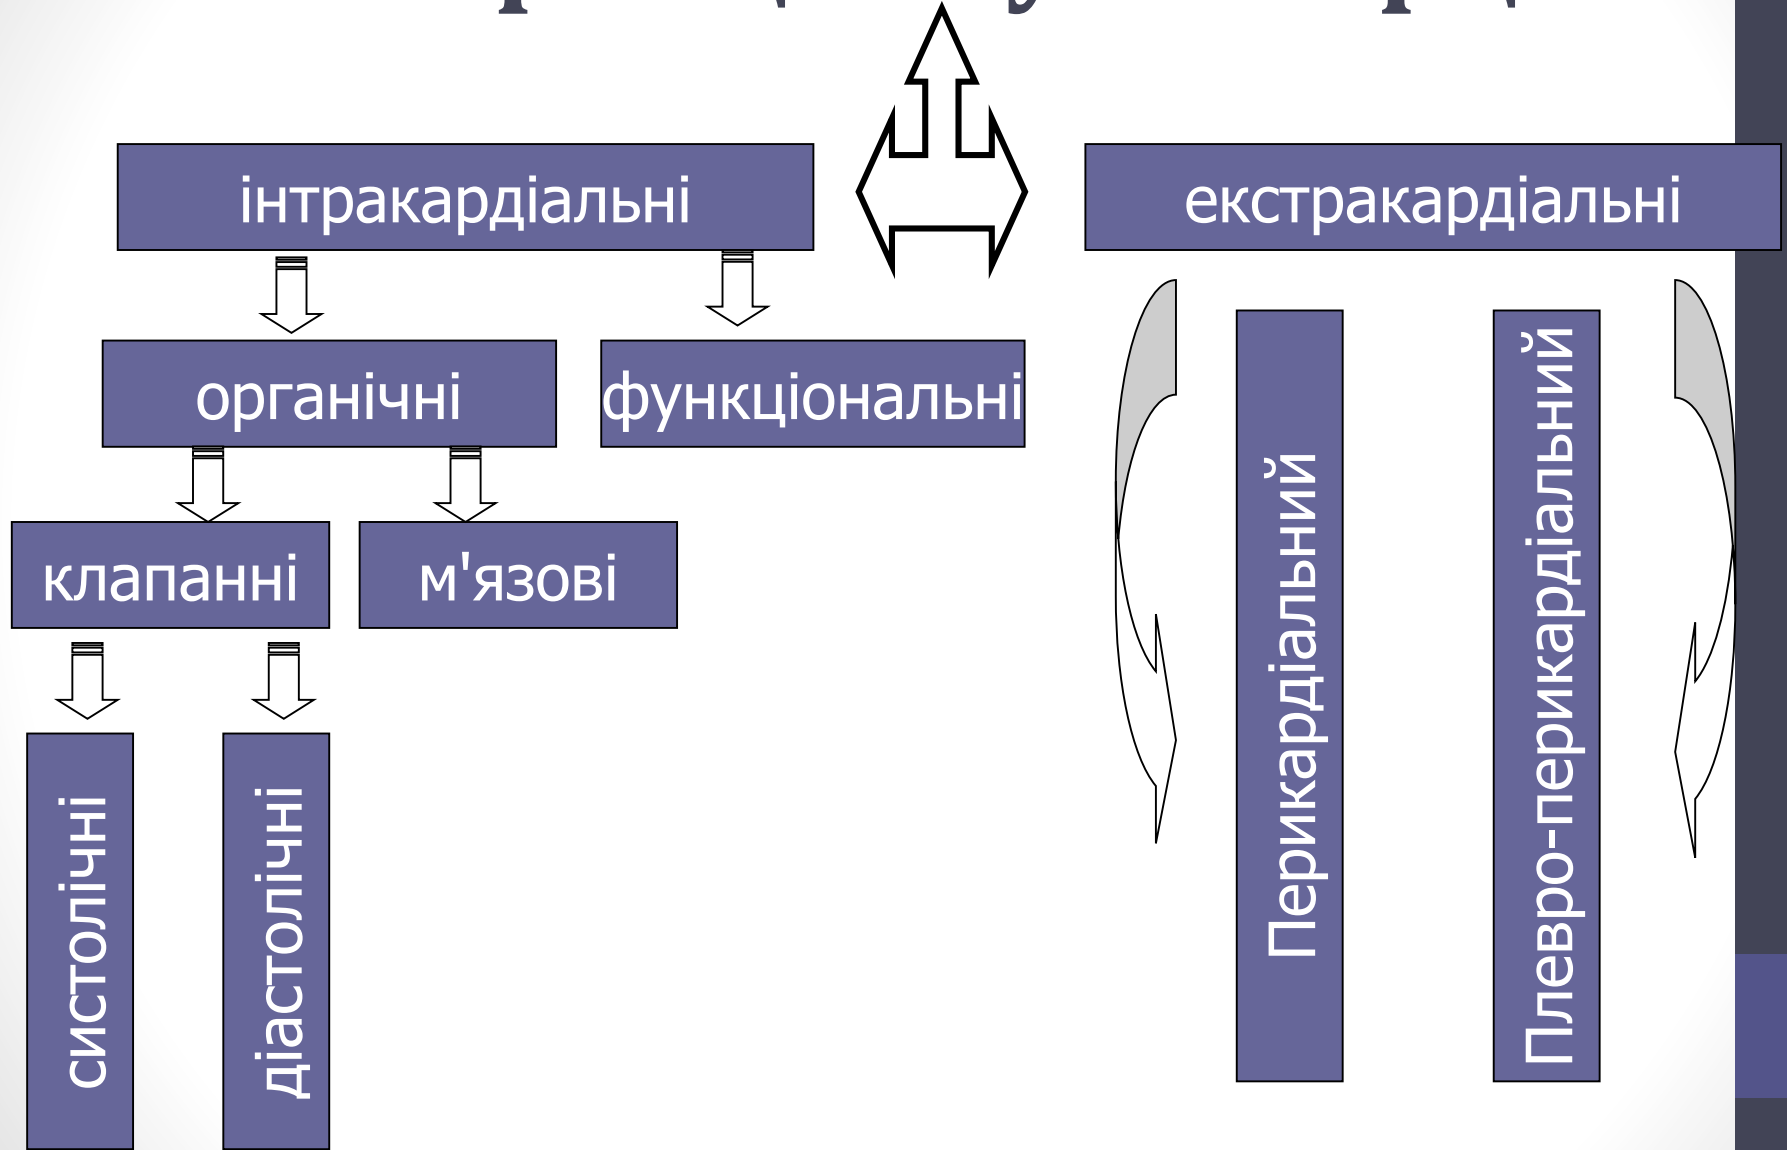 інтракардіальні
екстракардіальні
органічні
функціональні
клапанні
м'язові
систолічні
діастолічні
Перикардіальний
Плевро-перикардіальний